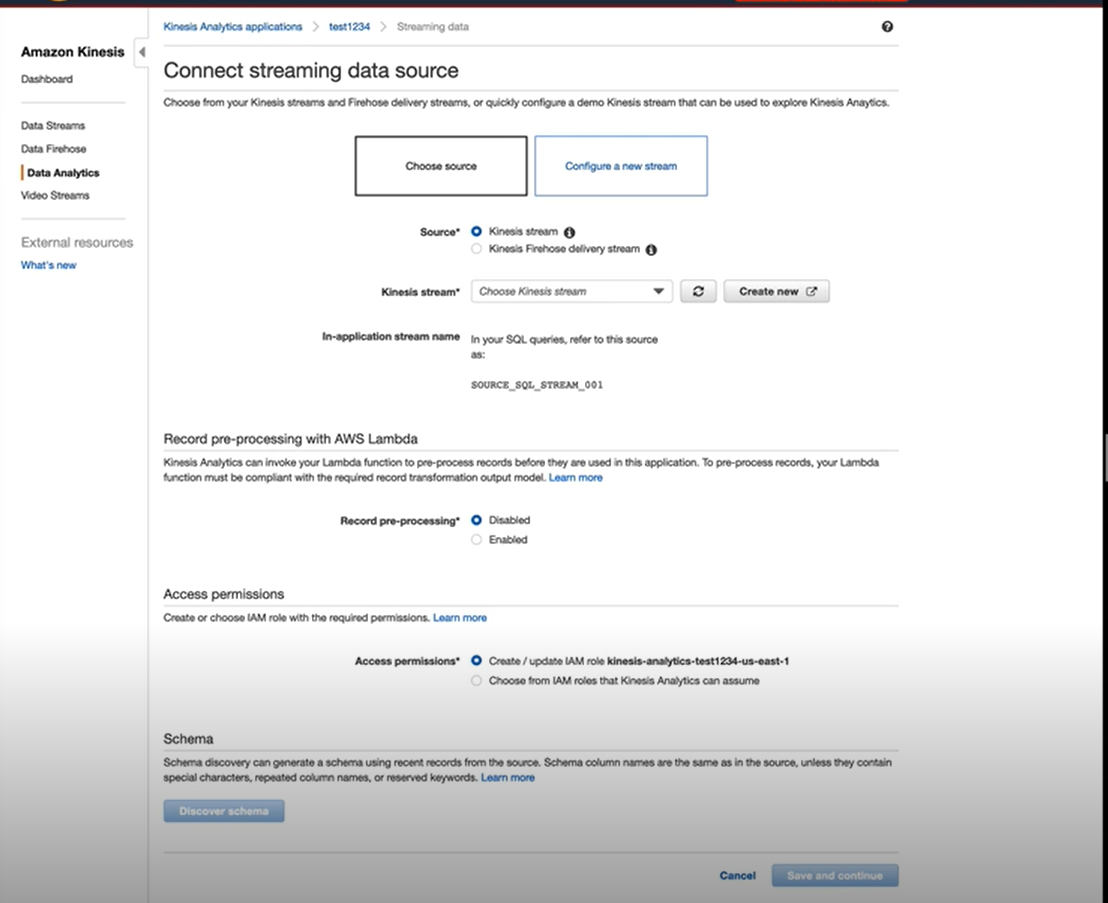 Kinesis Analytics applications > test1234 > Streaming data
Amazon Kinesis
Dashboard
Data Streams
Data Firehose
Data Analytics
Video Streams
External resources
What's new
Connect streaming data source
Choose from your Kinesis streams and Firehose delivery streams, or quickly configure a demo Kinesis stream that can be used to explore Kinesis Anaytics.
Choose source
Configure a new stream
Source* Kinesis stream
Kinesis Firehose delivery stream
Kinesis stream* Choose Kinesis stream Create new
In-application stream name In your SQL queries, refer to this source
as:
SOURCE_SQL_STREAM_001
Record pre-processing with AWS Lambda
Kinesis Analytics can invoke your Lambda function to pre-process records before they are used in this application. To pre-process records, your Lambda
function must be compliant with the required record transformation output model. Learn more
Record pre-processing* Disabled
Enabled
Access permissions
Create or choose IAM role with the required permissions. Learn more
Access permissions* Create / update IAM role kinesis-analytics-test1234-us-east-1
Choose from IAM roles that Kinesis Analytics can assume
Schema
Schema discovery can generate a schema using recent records from the source. Schema column names are the same as in the source, unless they contain
special characters, repeated column names, or reserved keywords. Learn more
Discover schema
Cancel Save and continue